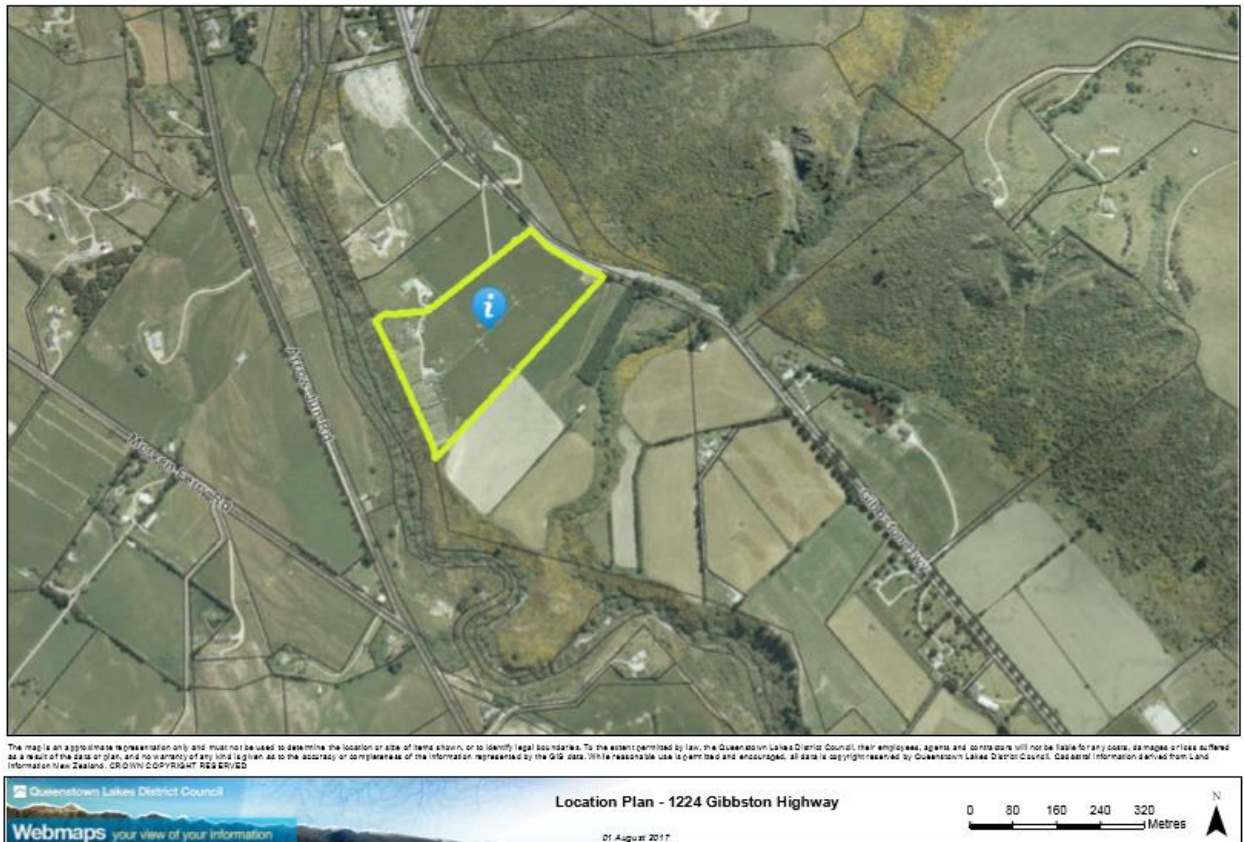 Arrow Jtn Rd
Morven Ferry Rd
Gibbston Hwy
i
The map is an approximate representation only and must not be used to determine the location or size of items shown, or to identify legal boundaries. To the extent permitted by law, the Queenstown Lakes District Council, their employees, agents and contractors will not be liable for any costs, damages or loss suffered
as a result of the data or plan, and no warranty of any kind is given as to the accuracy or completeness of the information represented by the GIS data. While reasonable use is permitted and encouraged, all data is copyright reserved by Queenstown Lakes District Council. Cadastral information derived from Land
Information New Zealand. CROWN COPYRIGHT RESERVED
Queenstown Lakes District Council
Webmaps your view of your information
Location Plan - 1224 Gibbston Highway
01 August 2017
0 80 160 240 320
Metres
N